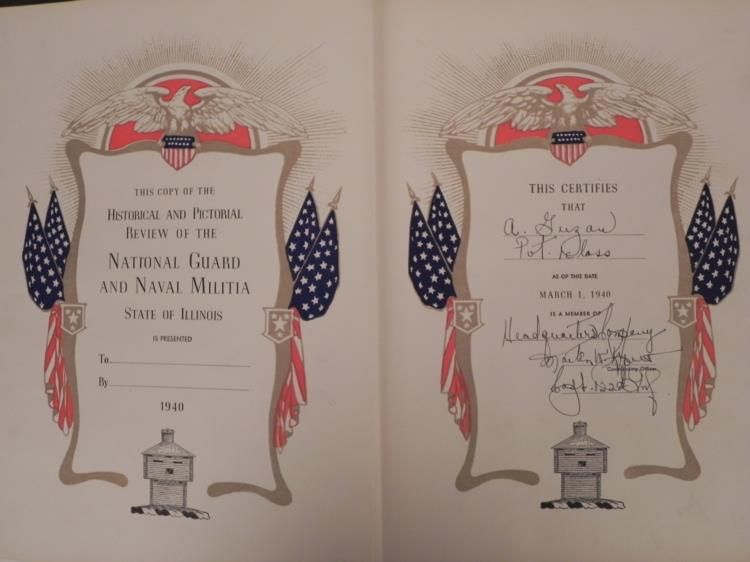 THIS COPY OF THE
HISTORICAL AND PICTORIAL
REVIEW OF THE
NATIONAL GUARD
AND NAVAL MILITIA
STATE OF ILLINOIS
IS PRESENTED
To
By
1940
THIS CERTIFIES
THAT
A.
Pvt. Class
AS OF THIS DATE
MARCH 1, 1940
IS A MEMBER OF
Headquarters Company
Commanding Officer
Capt. 122d